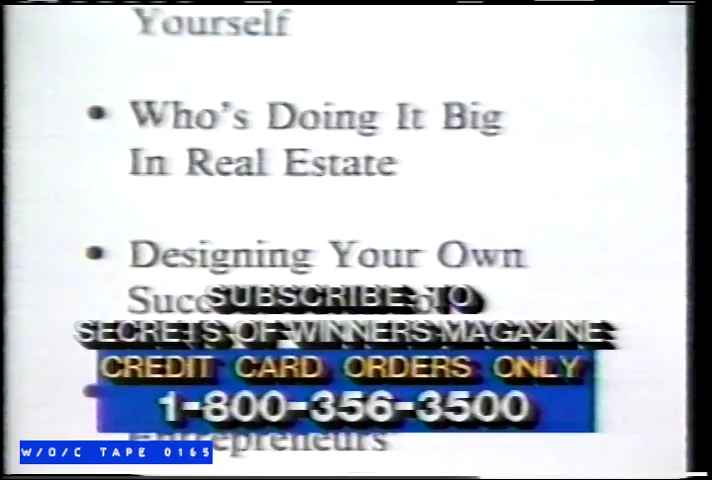 Yourself
• Who's Doing It Big
In Real Estate
• Designing Your Own
SUBSCRIBE TO
SECRETS OF WINNERS MAGAZINE
CREDIT CARD ORDERS ONLY
1-800-356-3500
Entrepreneurs
W/O/C TAPE 0165